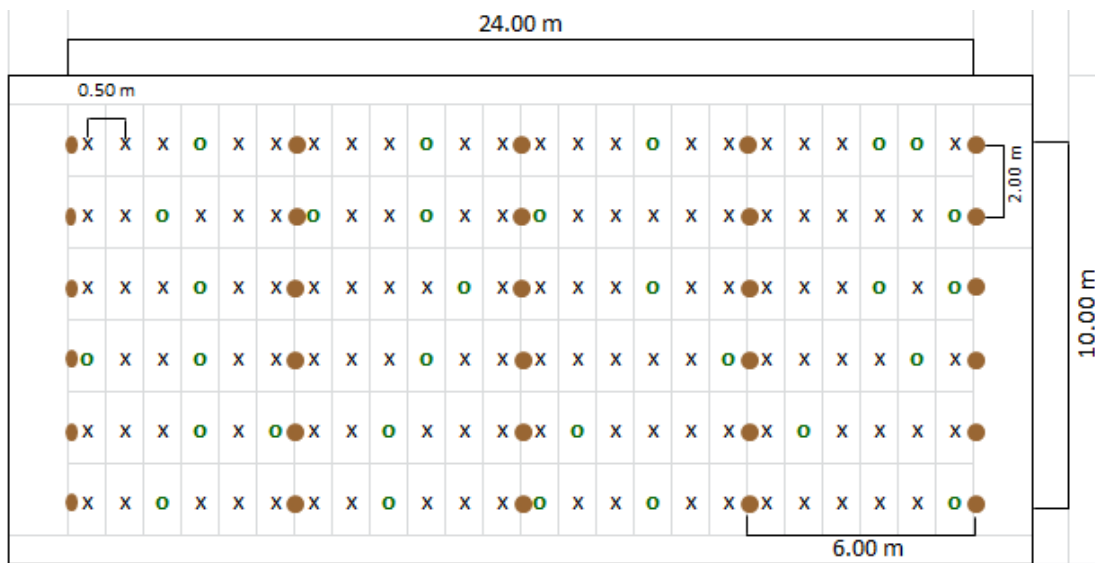 24.00 m
0.50 m
X X X o X X X X X o X X X X X o X X X X X o o X
2.00 m
X X o X X X o X X o X X o X X X X X X X X X X o
X X X o X X X X X X o X X X X o X X X X X o X o
o X X o X X X X X o X X X X X X X o X X X X o X
10.00 m
X X X o X o X X o X X X X o X X X X X o X X X X
X X o X X X X X o X X X o X X o X X X X X X X o
6.00 m